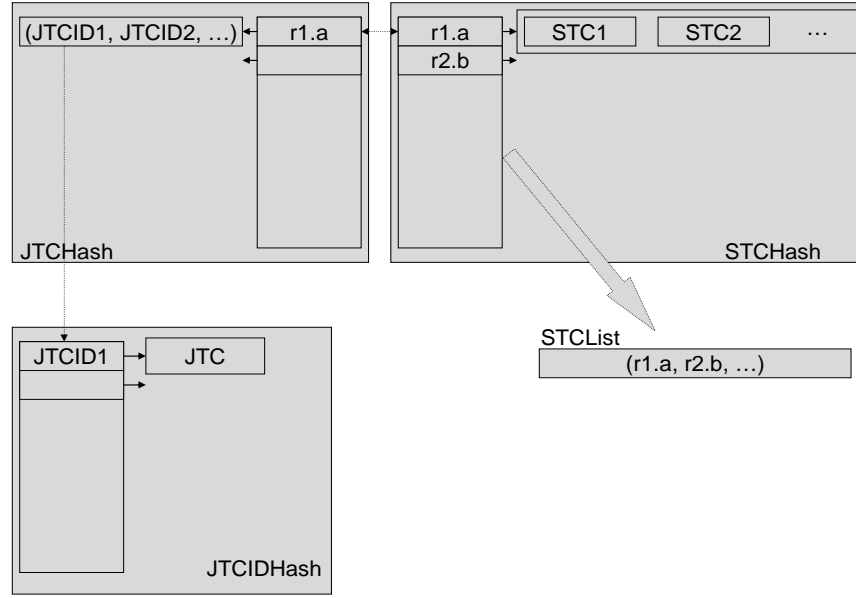 (JTCID1, JTCID2, …)
r1.a
JTCHash
r1.a
r2.b
STC1
STC2
…
STCHash
STCList
(r1.a, r2.b, …)
JTCID1
JTC
JTCIDHash